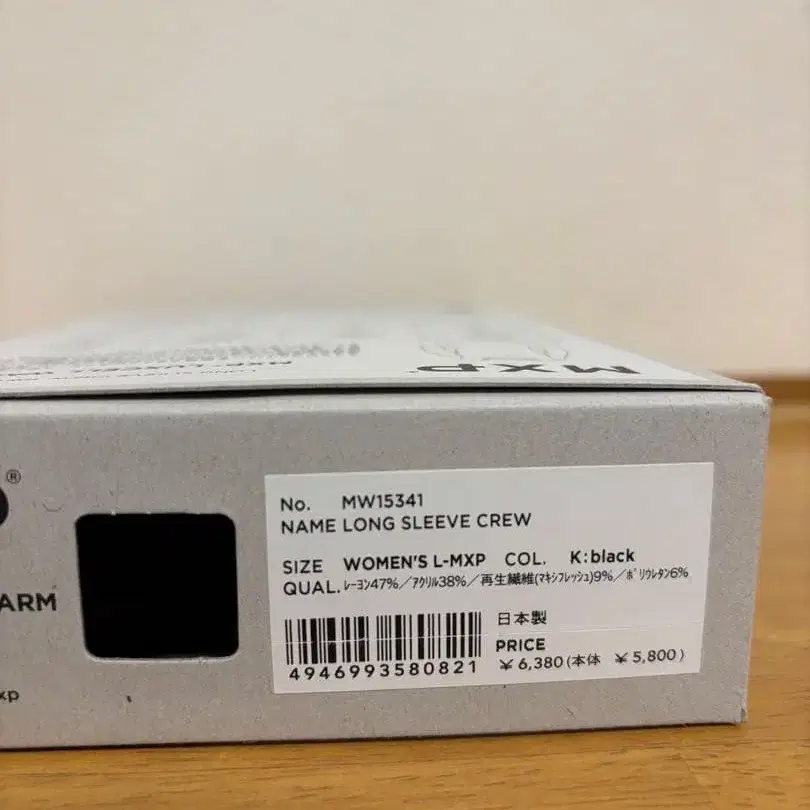 MXP
®
ARM
xp
No. MW15341
NAME LONG SLEEVE CREW
SIZE WOMEN'S L-MXP COL. K:black
QUAL. レーヨン47%/アクリル38%/再生繊維(マキシフレッシュ)9%/ポリウレタン6%
日本製
PRICE
4946993580821
¥6,380(本体 ¥5,800)